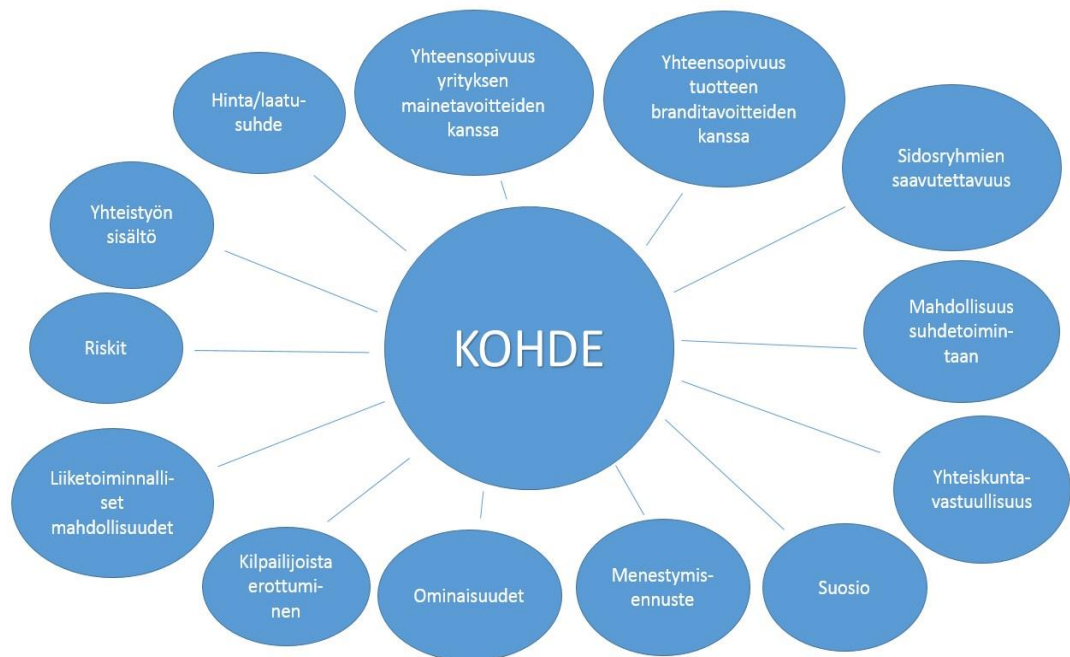 Yhteensopivuus
yrityksen
mainetavoitteiden
kanssa
Yhteensopivuus
tuotteen
branditavoitteiden
kanssa
Sidosryhmien
saavutettavuus
Mahdollisuus
suhdetoimin-
taan
Yhteiskunta-
vastuullisuus
Suosio
Menestymis-
ennuste
Ominaisuudet
Kilpailijoista
erottumi-
nen
Liiketoiminnalli-
set
mahdollisuudet
Riskit
Yhteistyön
sisältö
Hinta/laatu-
suhde
KOHDE